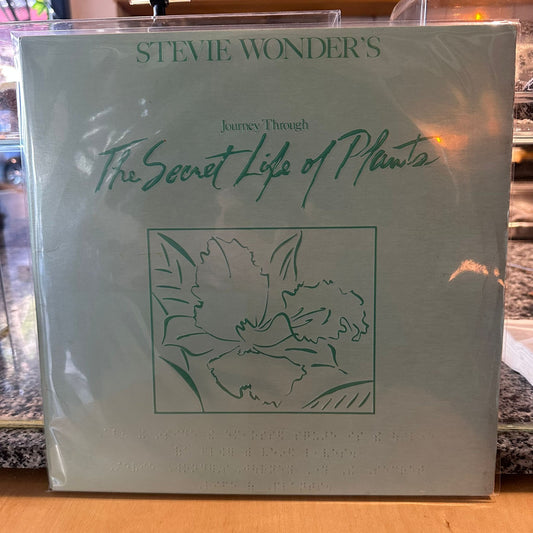 STEVIE WONDER'S
Journey Through
The Secret Life of Plants